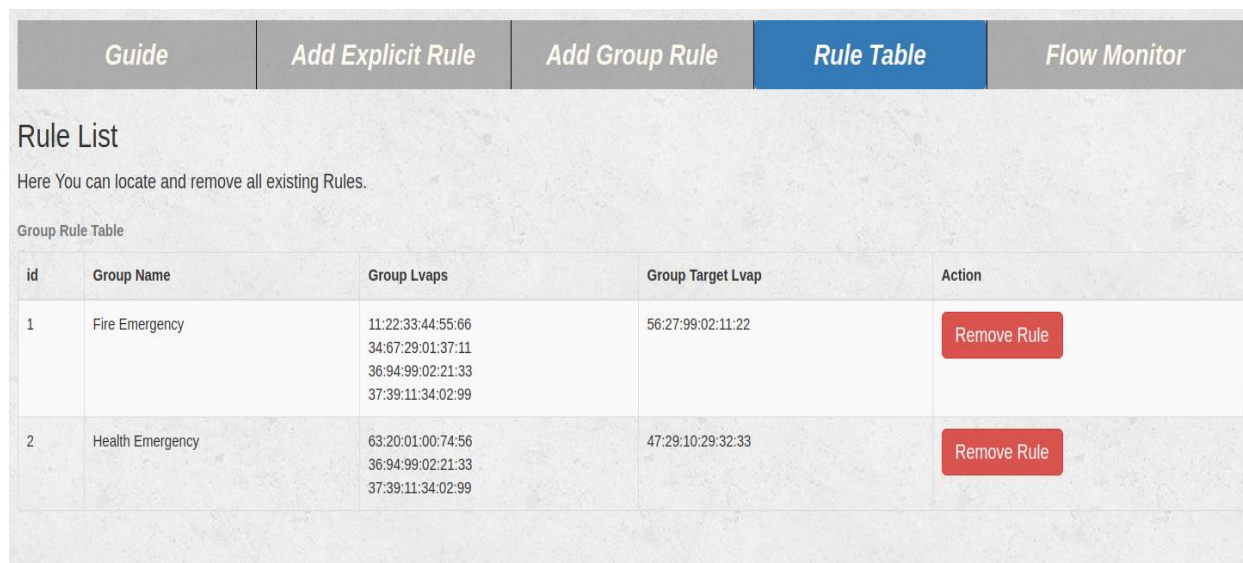 Guide Add Explicit Rule Add Group Rule Rule Table Flow Monitor
Rule List
Here You can locate and remove all existing Rules.
Group Rule Table
id Group Name Group Lvaps Group Target Lvap Action
1 Fire Emergency 11:22:33:44:55:66 56:27:99:02:11:22 Remove Rule
34:67:29:01:37:11
36:94:99:02:21:33
37:39:11:34:02:99
2 Health Emergency 63:20:01:00:74:56 47:29:10:29:32:33 Remove Rule
36:94:99:02:21:33
37:39:11:34:02:99